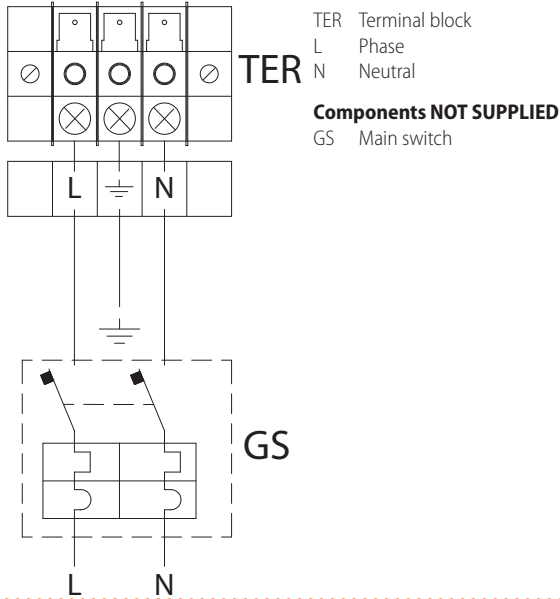 TER
TER Terminal block
L Phase
N Neutral
Components NOT SUPPLIED
GS Main switch
L N
GS
L N